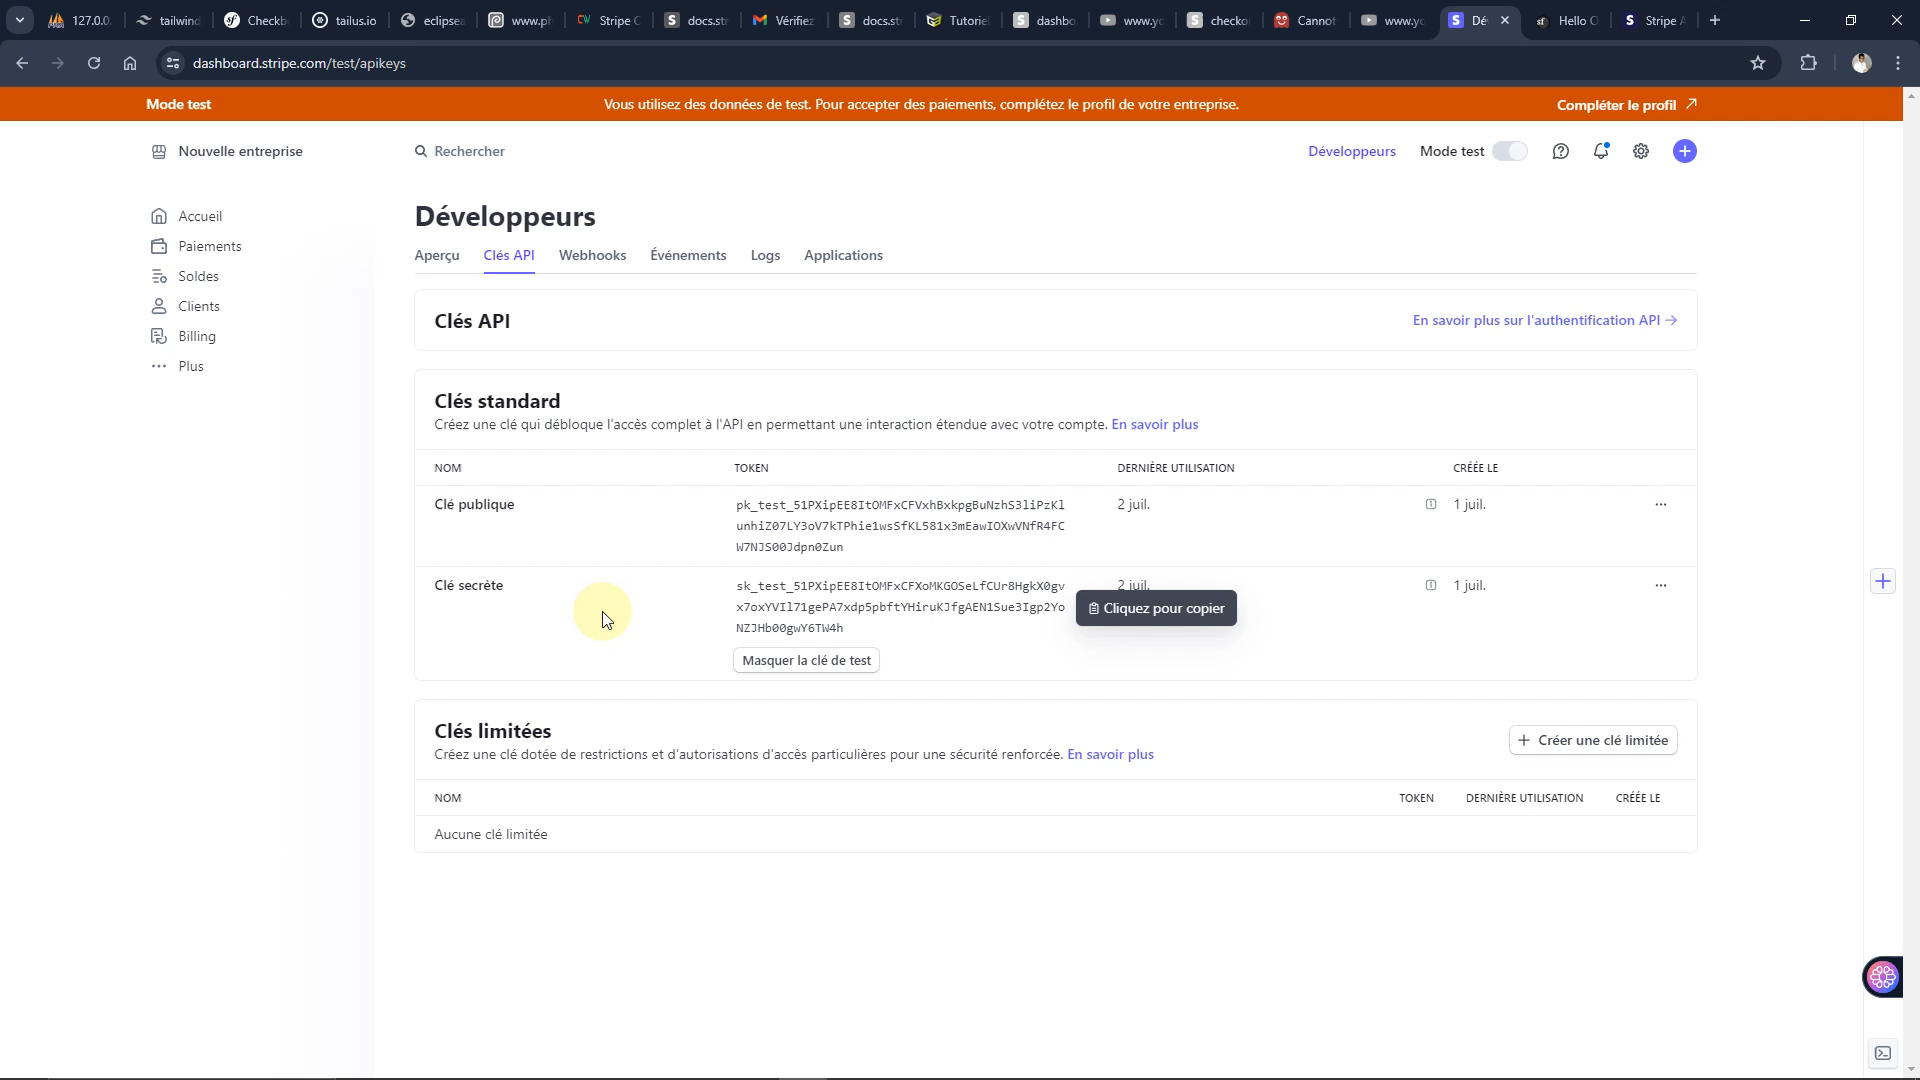 127.0.0.
tailwind
Checkb
tailus.io
eclipsea
www.ph
Stripe C
docs.str
Vérifiez
docs.str
Tutoriel
dashbo
www.yo
checko
Cannot
www.yo
Dé
Hello C
Stripe A
dashboard.stripe.com/test/apikeys
Mode test
Vous utilisez des données de test. Pour accepter des paiements, complétez le profil de votre entreprise.
Compléter le profil
Nouvelle entreprise
Rechercher
Développeurs
Mode test
Accueil
Paiements
Soldes
Clients
Billing
Plus
Développeurs
Aperçu
Clés API
Webhooks
Événements
Logs
Applications
Clés API
En savoir plus sur l'authentification API →
Clés standard
Créez une clé qui débloque l'accès complet à l'API en permettant une interaction étendue avec votre compte. En savoir plus
NOM
TOKEN
DERNIÈRE UTILISATION
CRÉÉE LE
Clé publique
pk_test_51PXipEE8ItOMFxCFVxhBxkpgBuNzhS3liPzKl
unhiZ07LY3oV7kTPhie1wsSfKL581x3mEawIOXwVNfR4FC
W7NJS00Jdpn0Zun
2 juil.
1 juil.
Clé secrète
sk_test_51PXipEE8ItOMFxCFXoMKGOSeLfCUr8HgkX0gv
x7oxYVIl71gePA7xdp5pbftYHiruKJfgAEN1Sue3Igp2Yo
NZJHb00gwY6TW4h
2 juil.
1 juil.
Cliquez pour copier
Masquer la clé de test
Clés limitées
Créez une clé dotée de restrictions et d'autorisations d'accès particulières pour une sécurité renforcée. En savoir plus
Créer une clé limitée
NOM
TOKEN
DERNIÈRE UTILISATION
CRÉÉE LE
Aucune clé limitée